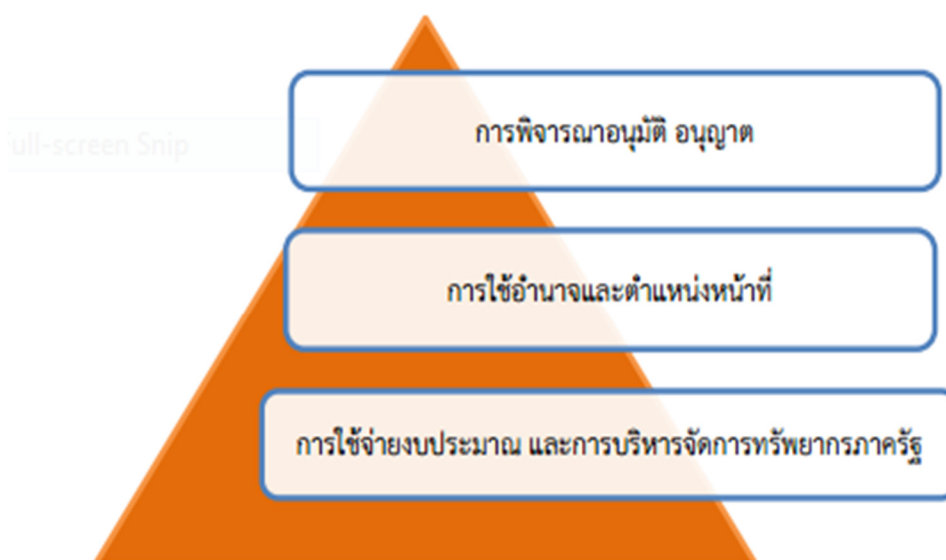 การพิจารณาอนุมัติ อนุญาต
ull-screen Snip
การใช้อำนาจและตำแหน่งหน้าที่
การใช้จ่ายงบประมาณ และการบริหารจัดการทรัพยากรภาครัฐ